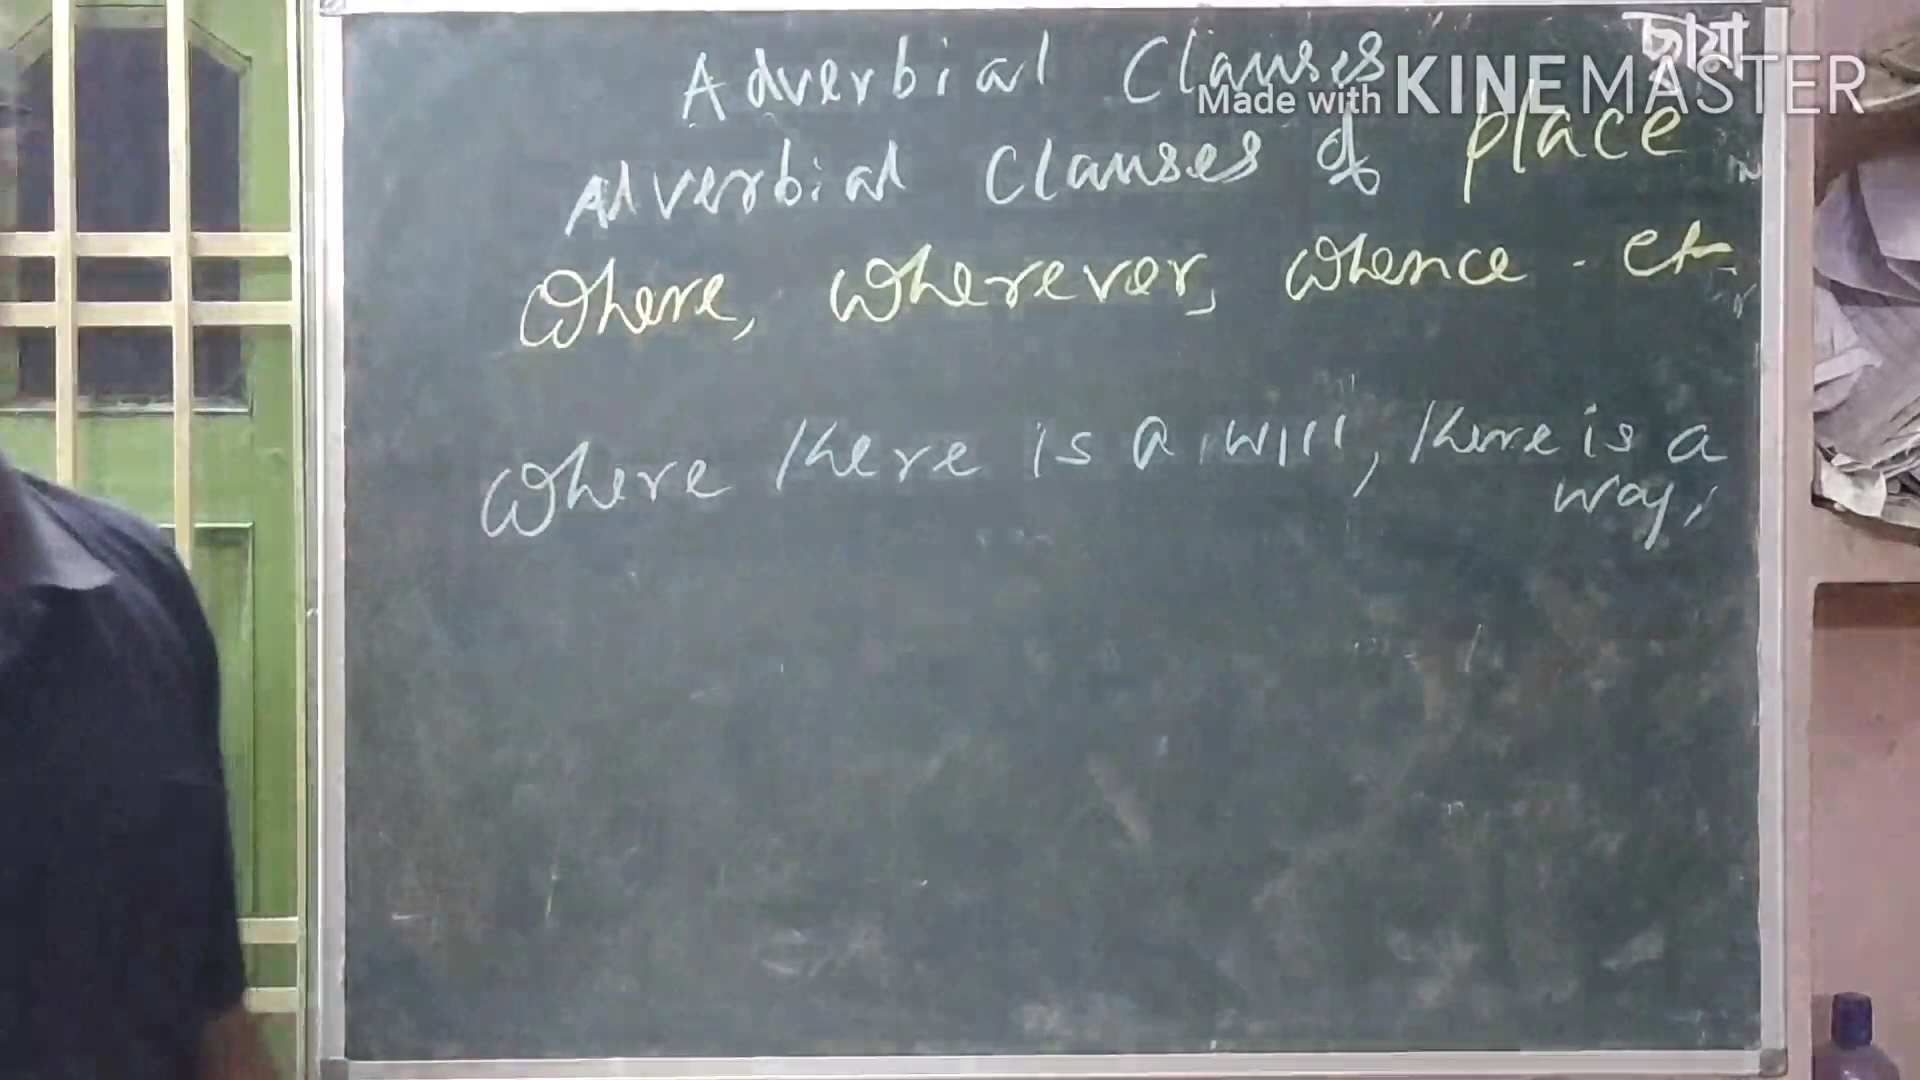 Adverbial Clauses
ছায়া
Made with KINEMASTER
Adverbial Clauses of place
Where, wherever, whence - etc
Where there is a will, there is a
way,